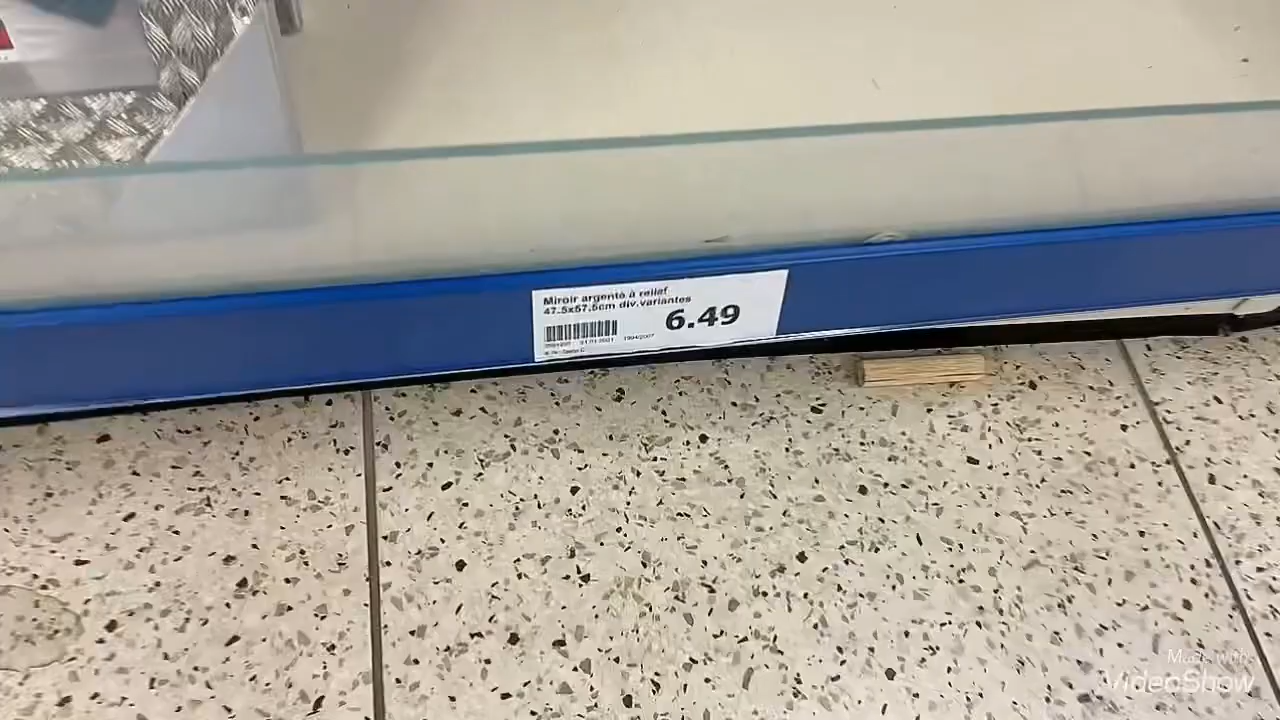 Miroir argenté à relief
47.5x57.5cm div.variantes
6.49
Made with
VideoShow